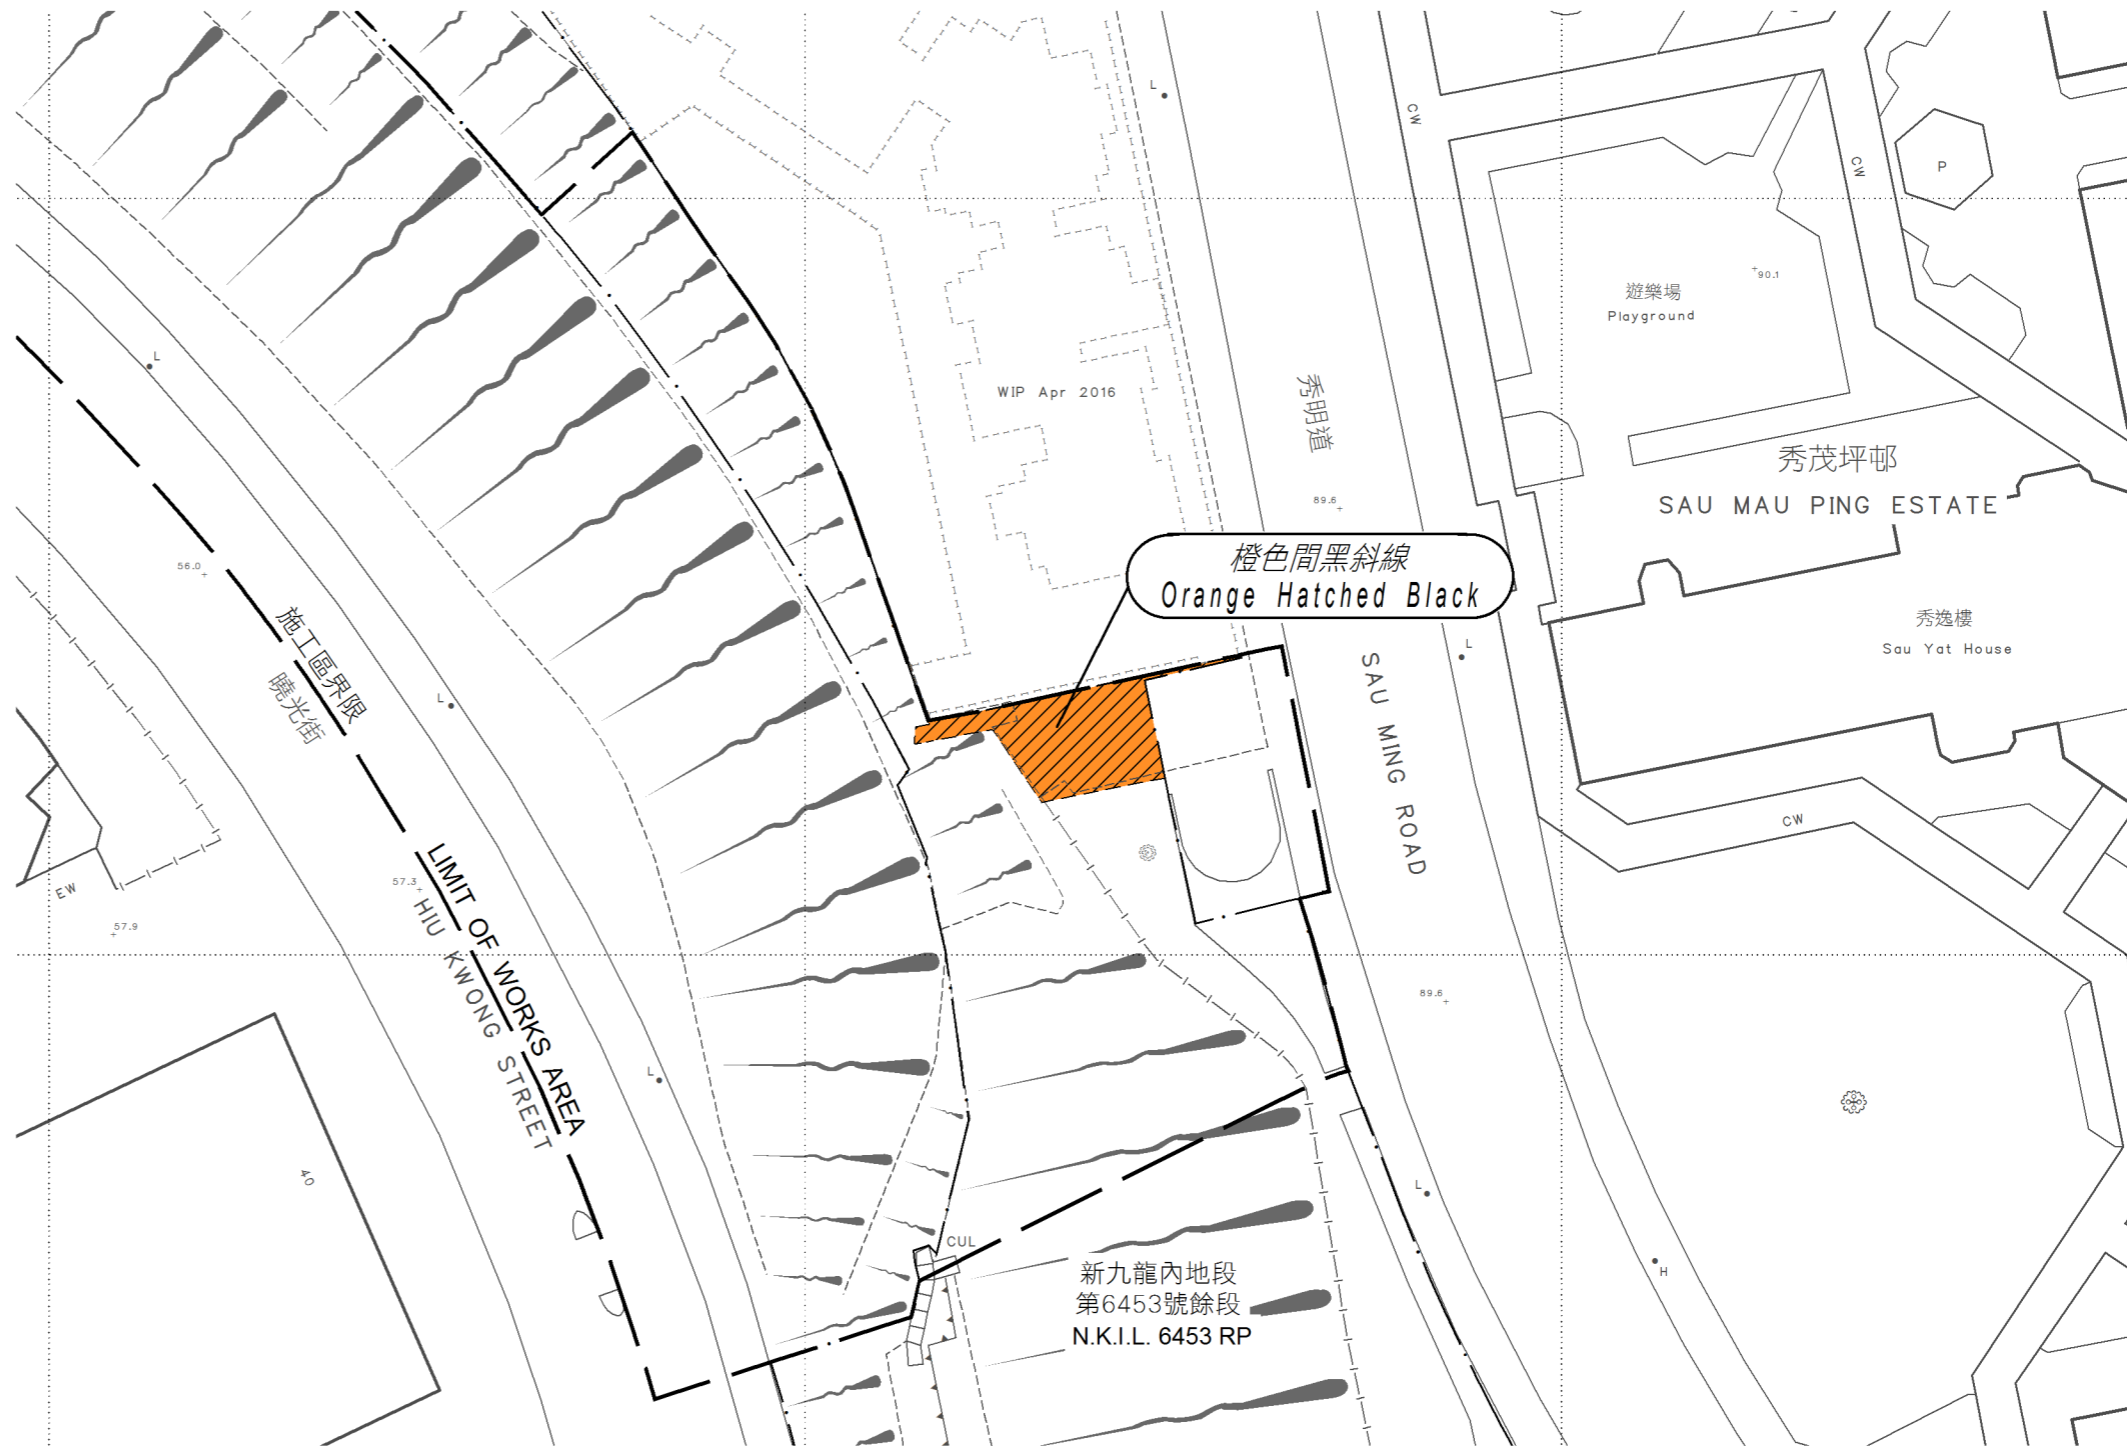 L
CW
CW
P
90.1
遊樂場
Playground
L
WIP Apr 2016
秀明道
秀茂坪邨
SAU MAU PING ESTATE
89.6
橙色間黑斜線
Orange Hatched Black
56.0
施工區界限
曉光街
秀逸樓
Sau Yat House
L
L
SAU MING ROAD
CW
LIMIT OF WORKS AREA
HIU KWONG STREET
57.3
EW
57.9
89.6
L
40
L
CUL
H
新九龍內地段
第6453號餘段
N.K.I.L. 6453 RP